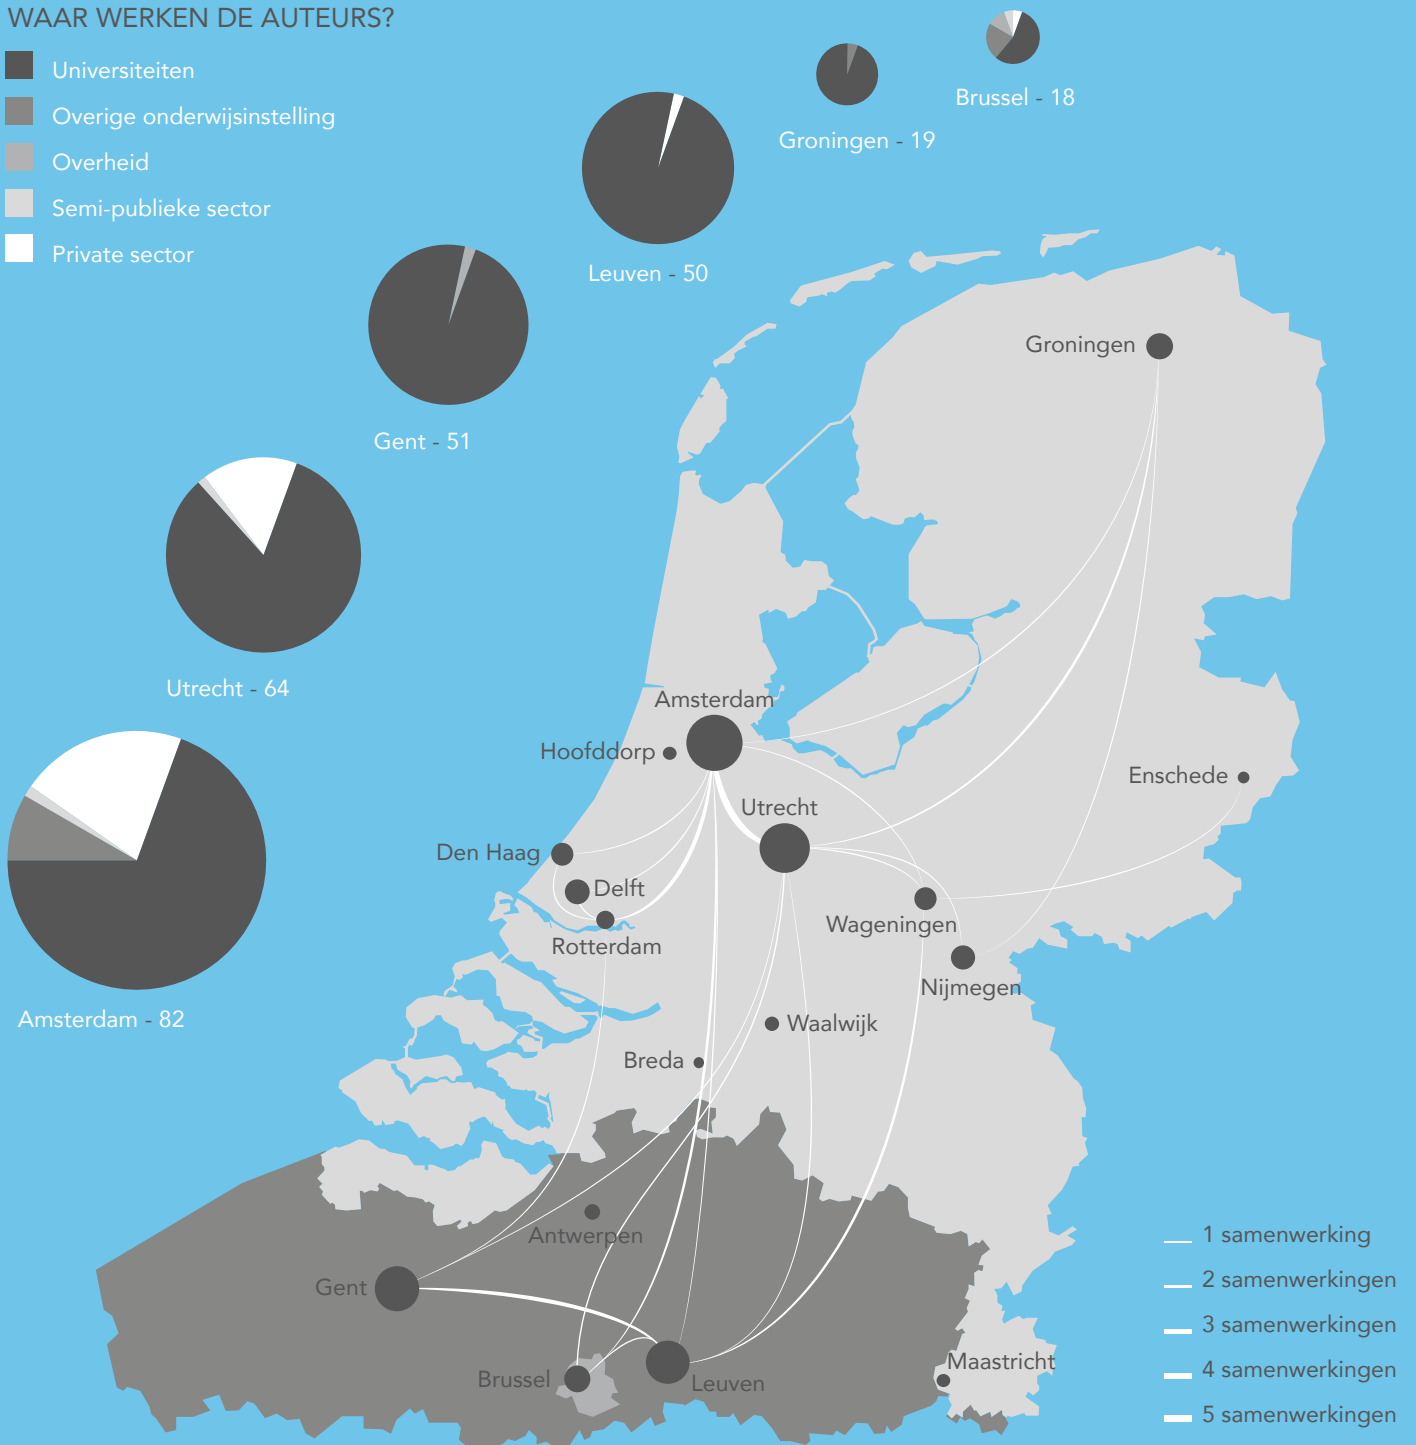 WAAR WERKEN DE AUTEURS?
Universiteiten
Overige onderwijsinstelling
Overheid
Semi-publieke sector
Private sector
Brussel - 18
Groningen - 19
Leuven - 50
Gent - 51
Utrecht - 64
Amsterdam - 82
Groningen
Amsterdam
Hoofddorp
Enschede
Utrecht
Den Haag
Delft
Wageningen
Rotterdam
Nijmegen
Waalwijk
Breda
Antwerpen
Gent
Brussel
Leuven
Maastricht
1 samenwerking
2 samenwerkingen
3 samenwerkingen
4 samenwerkingen
5 samenwerkingen